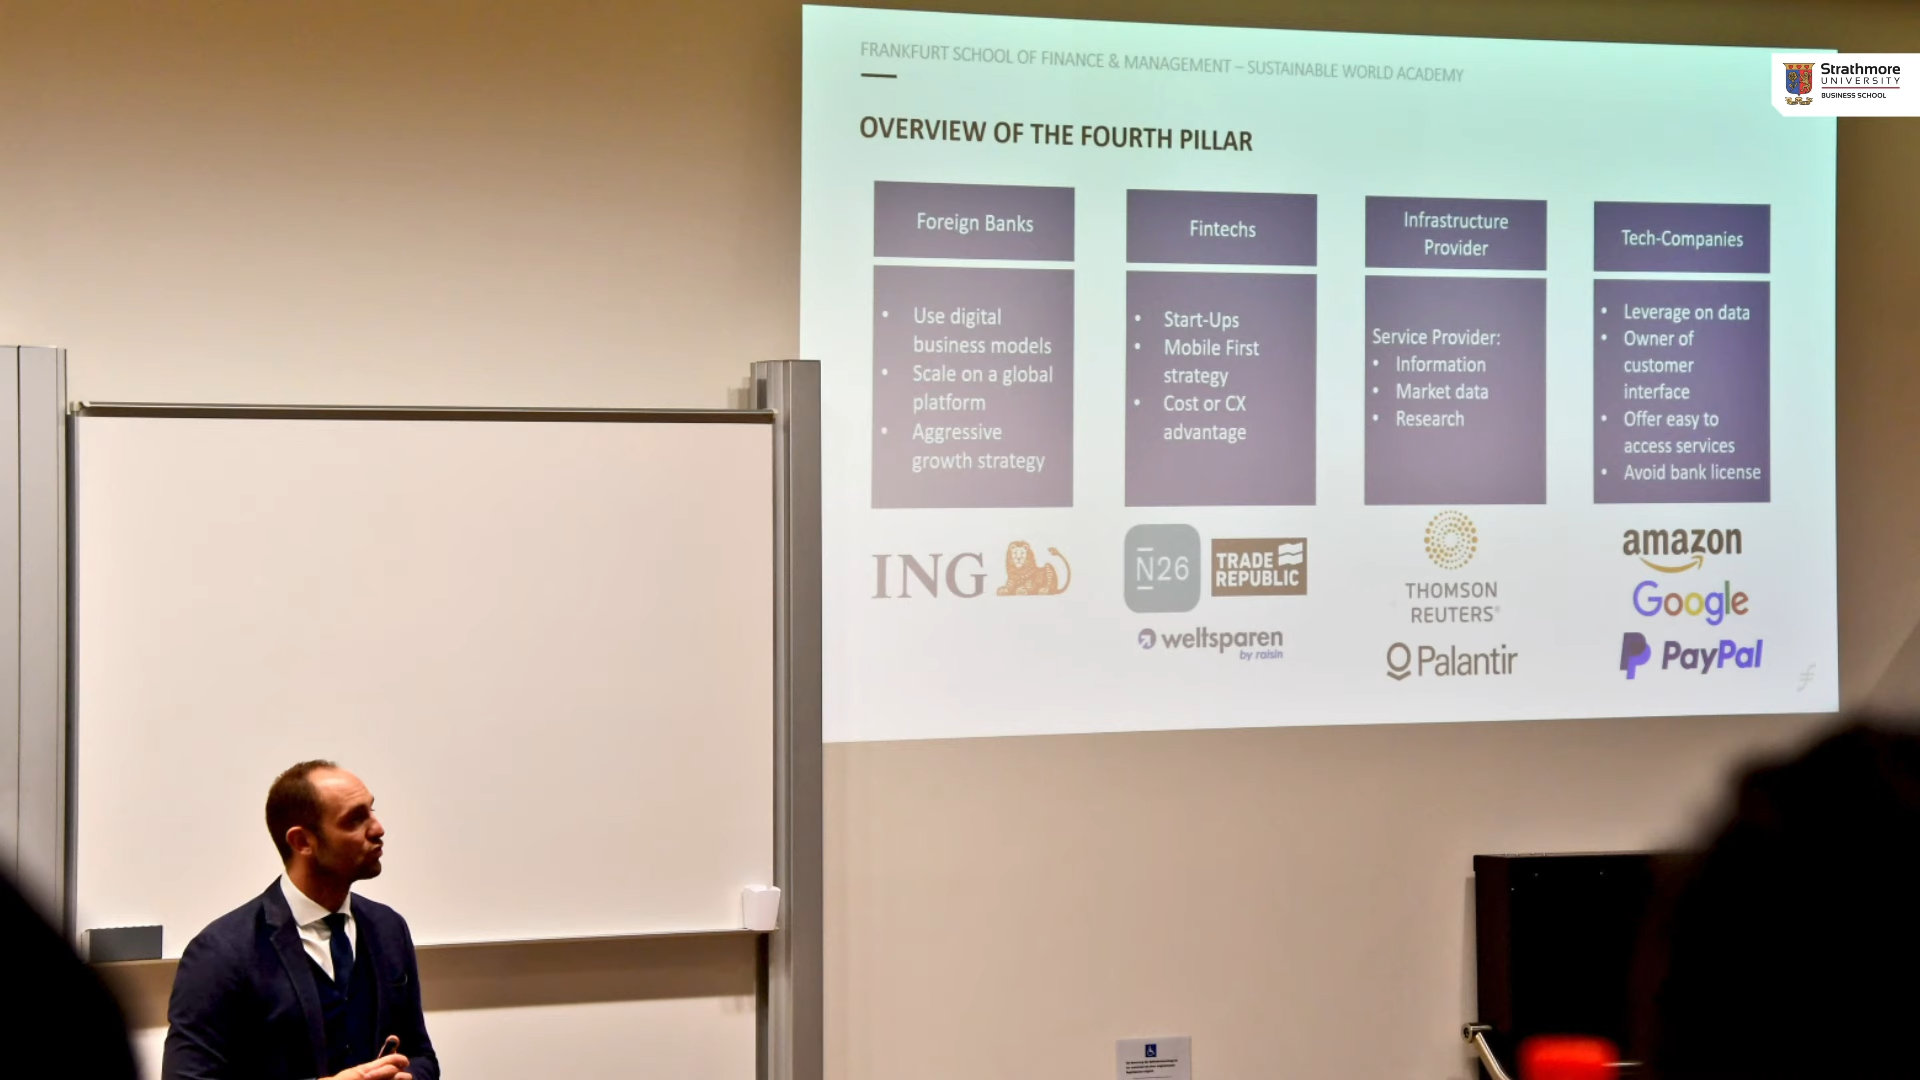 FRANKFURT SCHOOL OF FINANCE & MANAGEMENT – SUSTAINABLE WORLD ACADEMY
Strathmore
UNIVERSITY
BUSINESS SCHOOL
OVERVIEW OF THE FOURTH PILLAR
Foreign Banks
• Use digital
business models
• Scale on a global
platform
• Aggressive
growth strategy
ING
Fintechs
• Start-Ups
• Mobile First
strategy
• Cost or CX
advantage
N26
TRADE
REPUBLIC
weltsparen
by raisin
Infrastructure
Provider
Service Provider:
• Information
• Market data
• Research
THOMSON
REUTERS®
Palantir
Tech-Companies
• Leverage on data
• Owner of
customer
interface
• Offer easy to
access services
• Avoid bank license
amazon
Google
PayPal